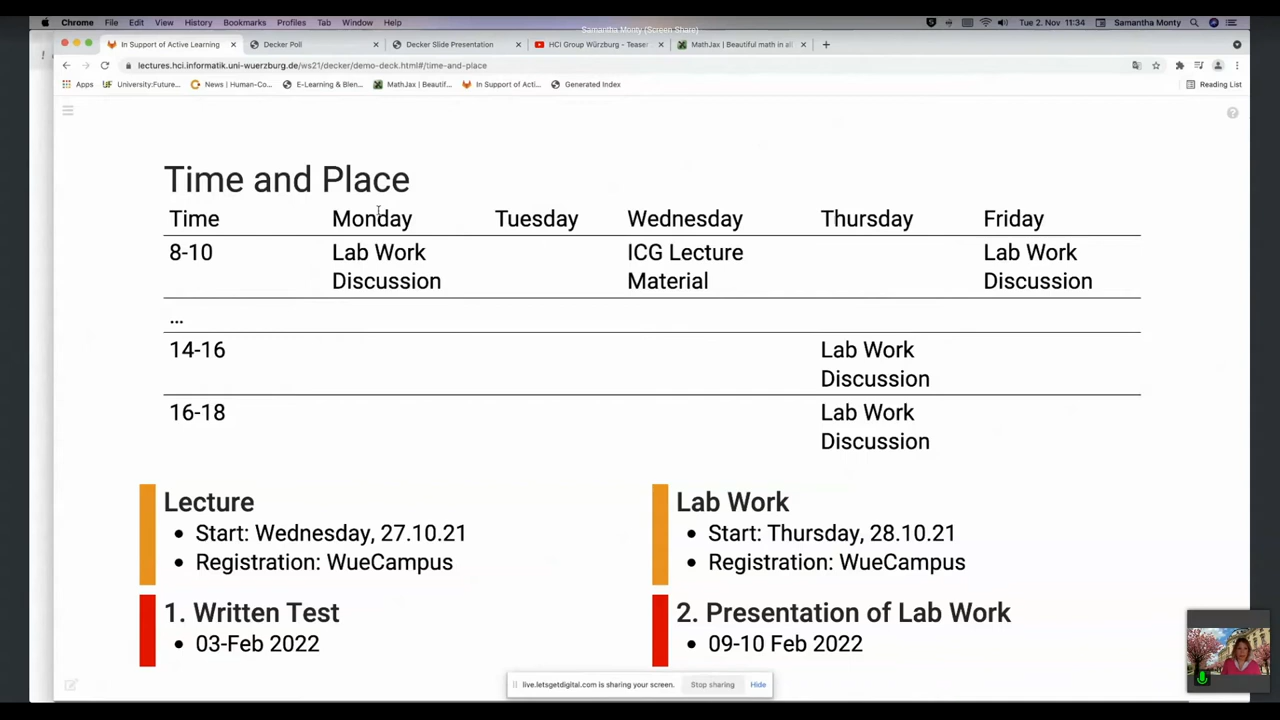 Chrome File Edit View History Bookmarks Profiles Tab Window Help
Tue 2. Nov 11:34 Samantha Monty
Samantha Monty (Screen Share)
In Support of Active Learning
Decker Poll
Decker Slide Presentation
HCI Group Würzburg - Teaser
MathJax | Beautiful math in all
lectures.hci.informatik.uni-wuerzburg.de/ws21/decker/demo-deck.html#/time-and-place
Apps University:Future... News | Human-Co... E-Learning & Blen... MathJax | Beautif... In Support of Acti... Generated Index Reading List
Time and Place
Time Monday Tuesday Wednesday Thursday Friday
8-10 Lab Work ICG Lecture Lab Work
Discussion Material Discussion
...
14-16 Lab Work
Discussion
16-18 Lab Work
Discussion
Lecture
• Start: Wednesday, 27.10.21
• Registration: WueCampus
Lab Work
• Start: Thursday, 28.10.21
• Registration: WueCampus
1. Written Test
• 03-Feb 2022
2. Presentation of Lab Work
• 09-10 Feb 2022
live.letsgetdigital.com is sharing your screen. Stop sharing Hide